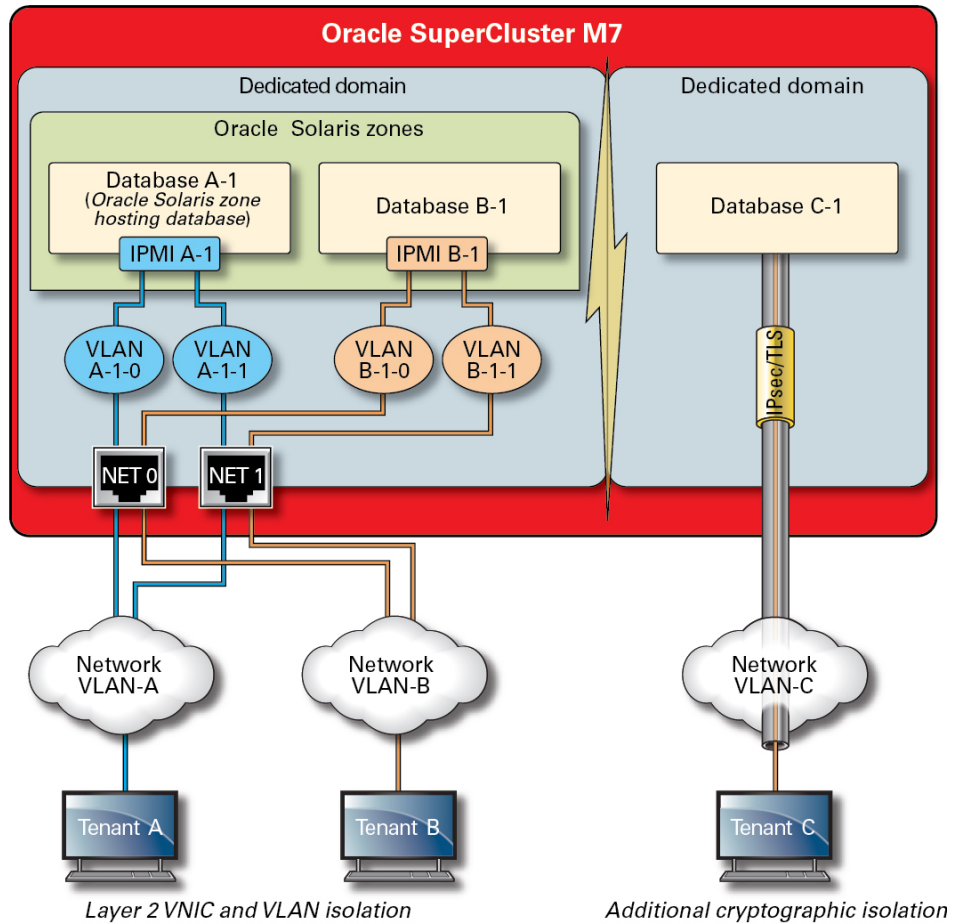 Oracle SuperCluster M7
Dedicated domain
Dedicated domain
Oracle Solaris zones
Database A-1
(Oracle Solaris zone
hosting database)
Database B-1
Database C-1
IPMI A-1
IPMI B-1
VLAN
A-1-0
VLAN
A-1-1
VLAN
B-1-0
VLAN
B-1-1
IPsec/TLS
NET 0
NET 1
Network
VLAN-A
Network
VLAN-B
Network
VLAN-C
Tenant A
Tenant B
Tenant C
Layer 2 VNIC and VLAN isolation
Additional cryptographic isolation